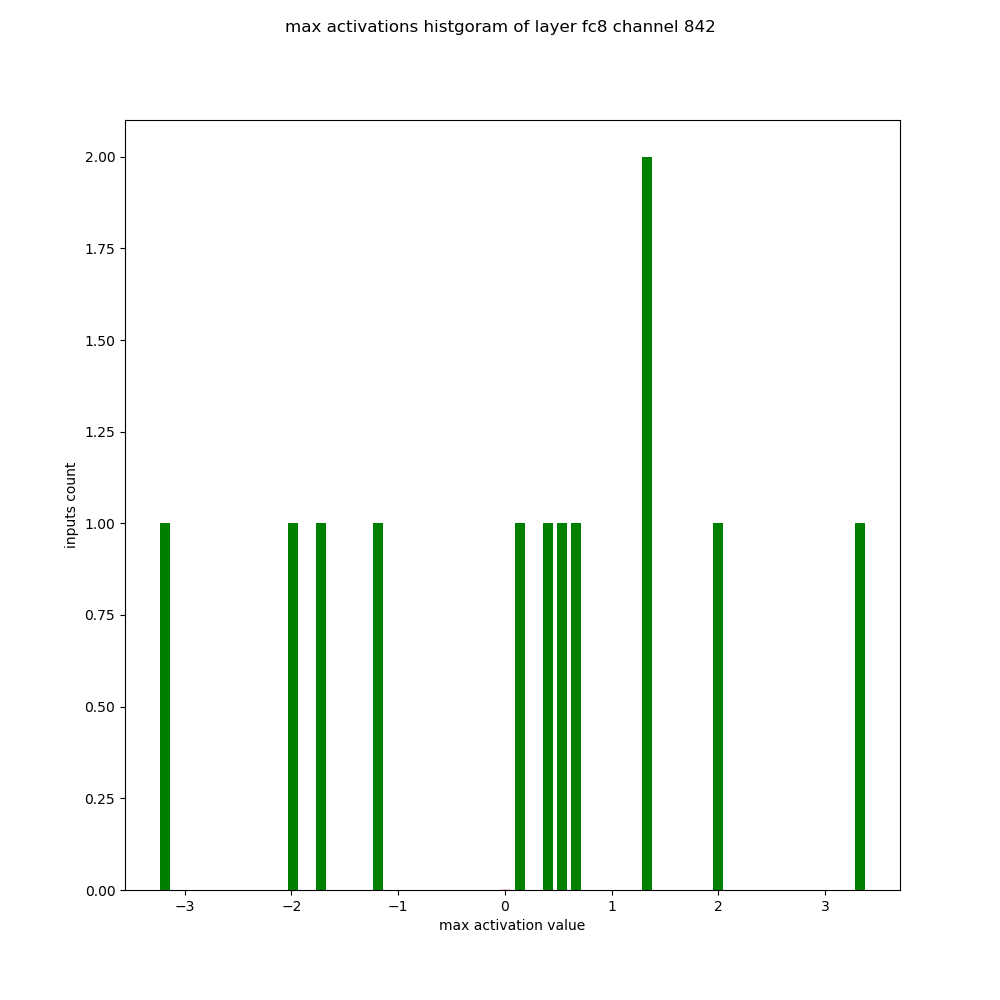 max activations histgoram of layer fc8 channel 842
2.00
1.75
1.50
1.25
1.00
0.75
0.50
0.25
0.00
inputs count
−3 −2 −1 0 1 2 3
max activation value